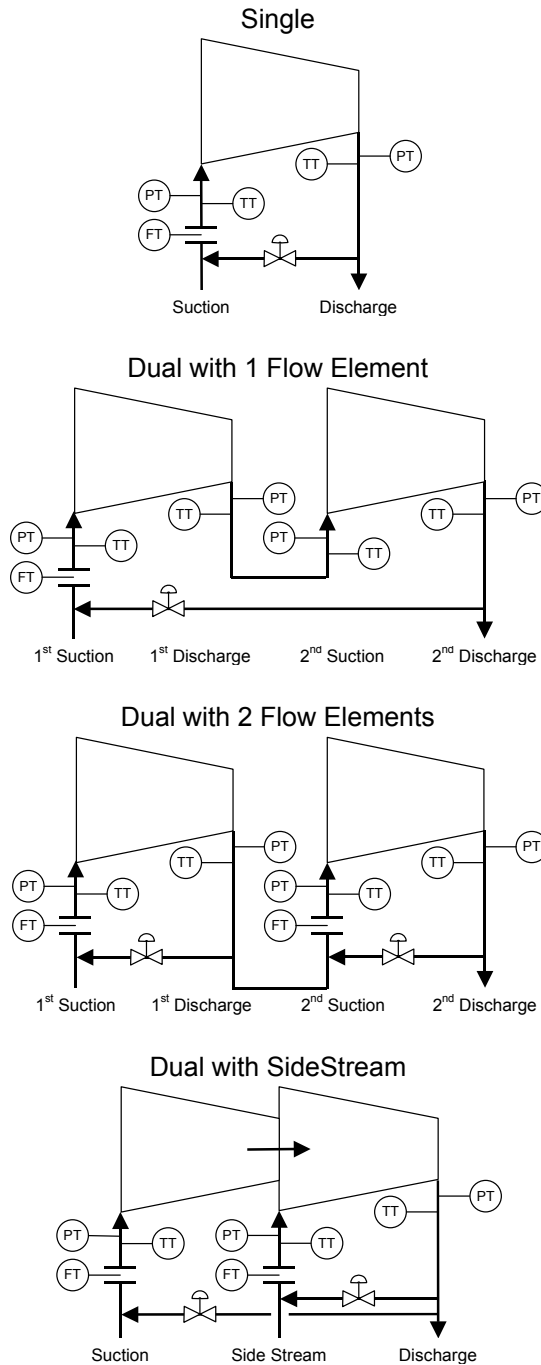 Single
TT
PT
PT
TT
FT
Suction Discharge
Dual with 1 Flow Element
PT PT
TT TT
PT PT
TT TT
FT
1st Suction 1st Discharge 2nd Suction 2nd Discharge
Dual with 2 Flow Elements
PT PT
TT TT
PT PT
TT TT
FT FT
1st Suction 1st Discharge 2nd Suction 2nd Discharge
Dual with SideStream
PT
TT
PT PT
TT TT
FT FT
Suction Side Stream Discharge